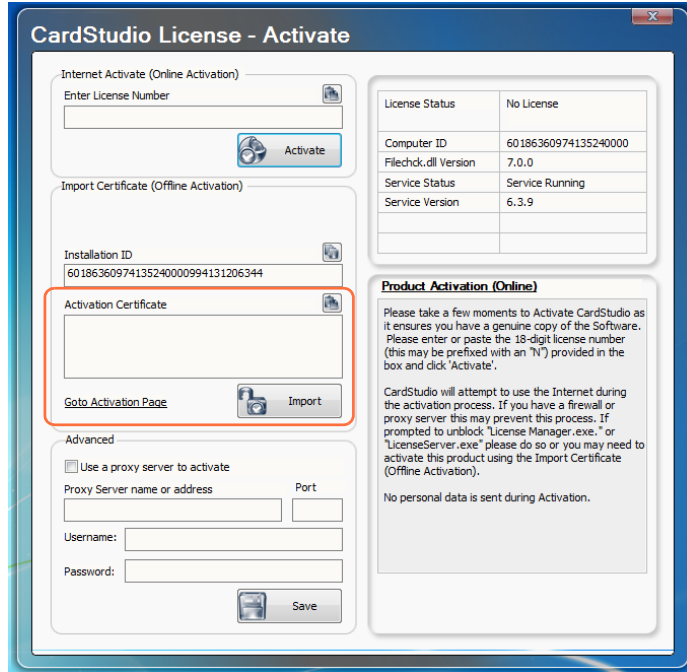 CardStudio License - Activate
Internet Activate (Online Activation)
Enter License Number
Activate
Import Certificate (Offline Activation)
Installation ID
60186360974135240000994131206344
Activation Certificate
Goto Activation Page
Import
Advanced
Use a proxy server to activate
Proxy Server name or address
Port
Username:
Password:
Save
License Status
No License
Computer ID
60186360974135240000
Filechck.dll Version
7.0.0
Service Status
Service Running
Service Version
6.3.9
Product Activation (Online)
Please take a few moments to Activate CardStudio as
it ensures you have a genuine copy of the Software.
Please enter or paste the 18-digit license number
(this may be prefixed with an "N") provided in the
box and click 'Activate'.
CardStudio will attempt to use the Internet during
the activation process. If you have a firewall or
proxy server this may prevent this process. If
prompted to unblock "License Manager.exe." or
"LicenseServer.exe" please do so or you may need to
activate this product using the Import Certificate
(Offline Activation).
No personal data is sent during Activation.